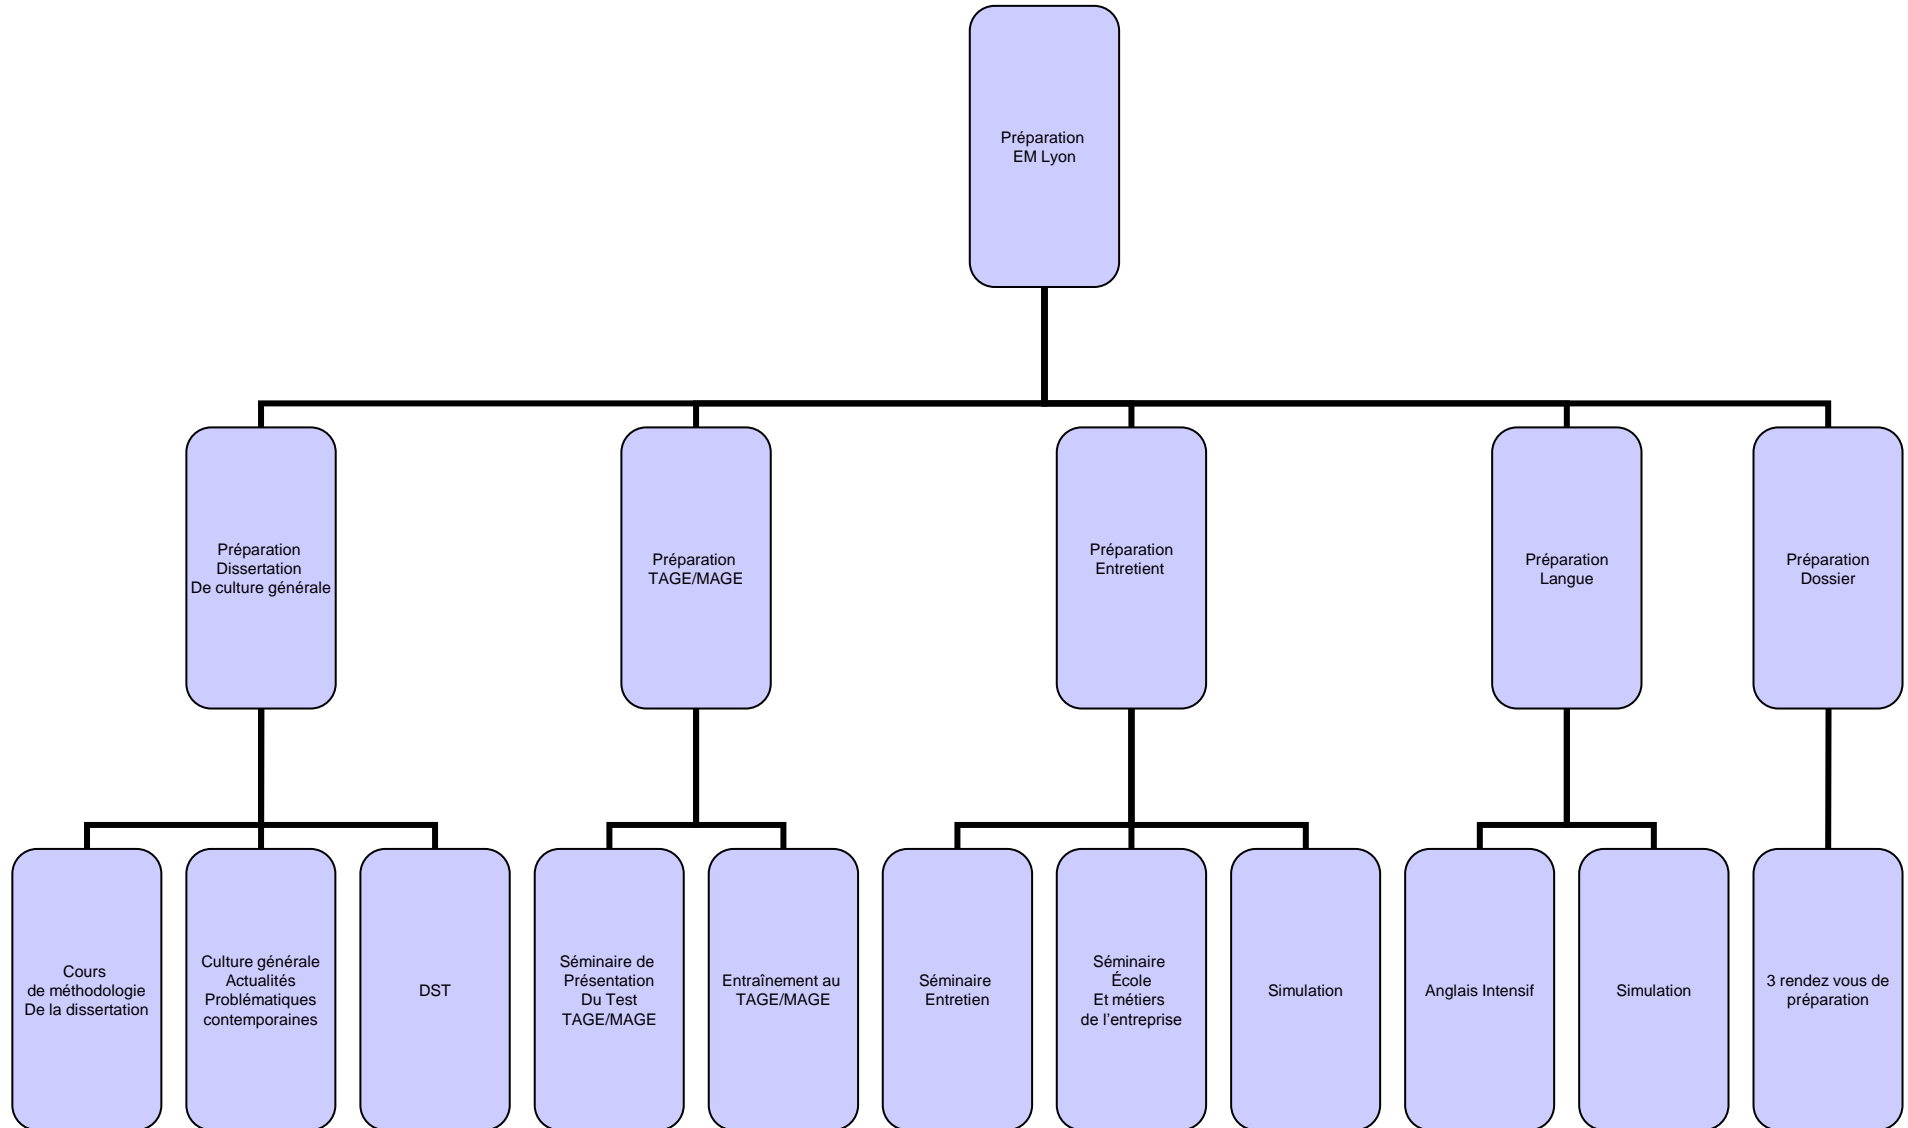 Préparation
EM Lyon
Préparation
Dissertation
De culture générale
Préparation
TAGE/MAGE
Préparation
Entretient
Préparation
Langue
Préparation
Dossier
Cours
de méthodologie
De la dissertation
Culture générale
Actualités
Problématiques
contemporaines
DST
Séminaire de
Présentation
Du Test
TAGE/MAGE
Entraînement au
TAGE/MAGE
Séminaire
Entretien
Séminaire
École
Et métiers
de l’entreprise
Simulation
Anglais Intensif
Simulation
3 rendez vous de
préparation